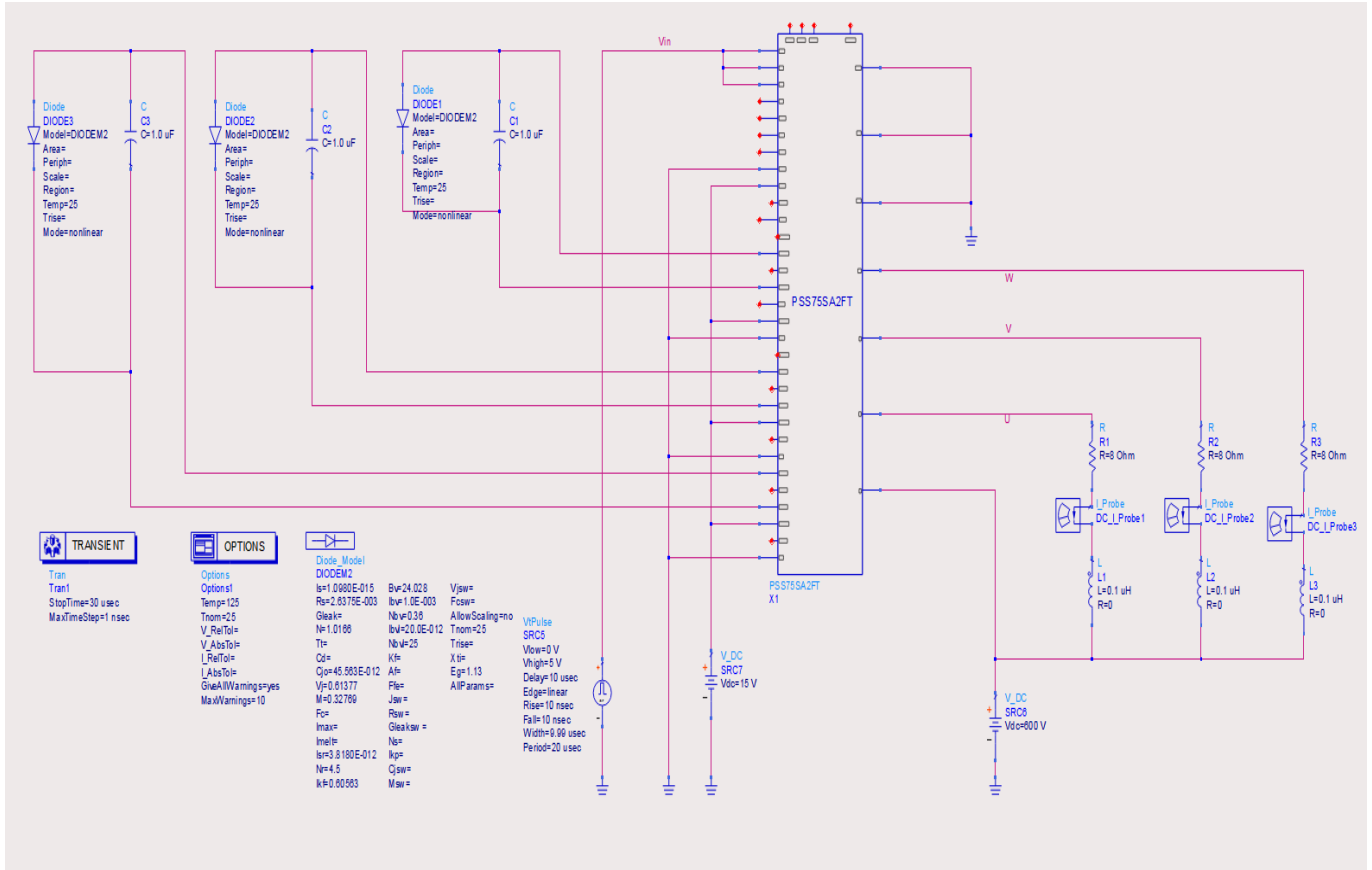 Vin
Diode
DIODE3
Model=DIODEM2
Area=
Periph=
Scale=
Region=
Temp=25
Trise=
Mode=nonlinear
C
C3
C=1.0 uF
Diode
DIODE2
Model=DIODEM2
Area=
Periph=
Scale=
Region=
Temp=25
Trise=
Mode=nonlinear
C
C2
C=1.0 uF
Diode
DIODE1
Model=DIODEM2
Area=
Periph=
Scale=
Region=
Temp=25
Trise=
Mode=nonlinear
C
C1
C=1.0 uF
PSS75SA2FT
W
V
U
R
R1
R=8 Ohm
R
R2
R=8 Ohm
R
R3
R=8 Ohm
I_Probe
DC_I_Probe1
I_Probe
DC_I_Probe2
I_Probe
DC_I_Probe3
L
L1
L=0.1 uH
R=0
L
L2
L=0.1 uH
R=0
L
L3
L=0.1 uH
R=0
PSS75SA2FT
X1
TRANSIENT
Tran
Tran1
StopTime=30 usec
MaxTimeStep=1 nsec
OPTIONS
Options
Options1
Temp=125
Tnom=25
V_RelTol=
V_AbsTol=
I_RelTol=
I_AbsTol=
GiveAllWarnings=yes
MaxWarnings=10
Diode_Model
DIODEM2
Is=1.0980E-015
Rs=2.6375E-003
Gleak=
N=1.0166
Tt=
Cd=
Cjo=45.563E-012
Vj=0.61377
M=0.32769
Fc=
Imax=
Imelt=
Isr=3.8180E-012
Nr=4.5
Ikf=0.60563
Bv=24.028
Ibv=1.0E-003
Nbv=0.36
Ibvl=20.0E-012
Nbvl=25
Kf=
Af=
Ffe=
Jsw=
Rsw=
Gleaksw=
Ns=
Ikp=
Cjsw=
Msw=
Vjsw=
Fcsw=
AllowScaling=no
Tnom=25
Trise=
Xti=
Eg=1.13
AllParams=
VtPulse
SRC5
Vlow=0 V
Vhigh=5 V
Delay=10 usec
Edge=linear
Rise=10 nsec
Fall=10 nsec
Width=9.99 usec
Period=20 usec
V_DC
SRC7
Vdc=15 V
V_DC
SRC6
Vdc=600 V